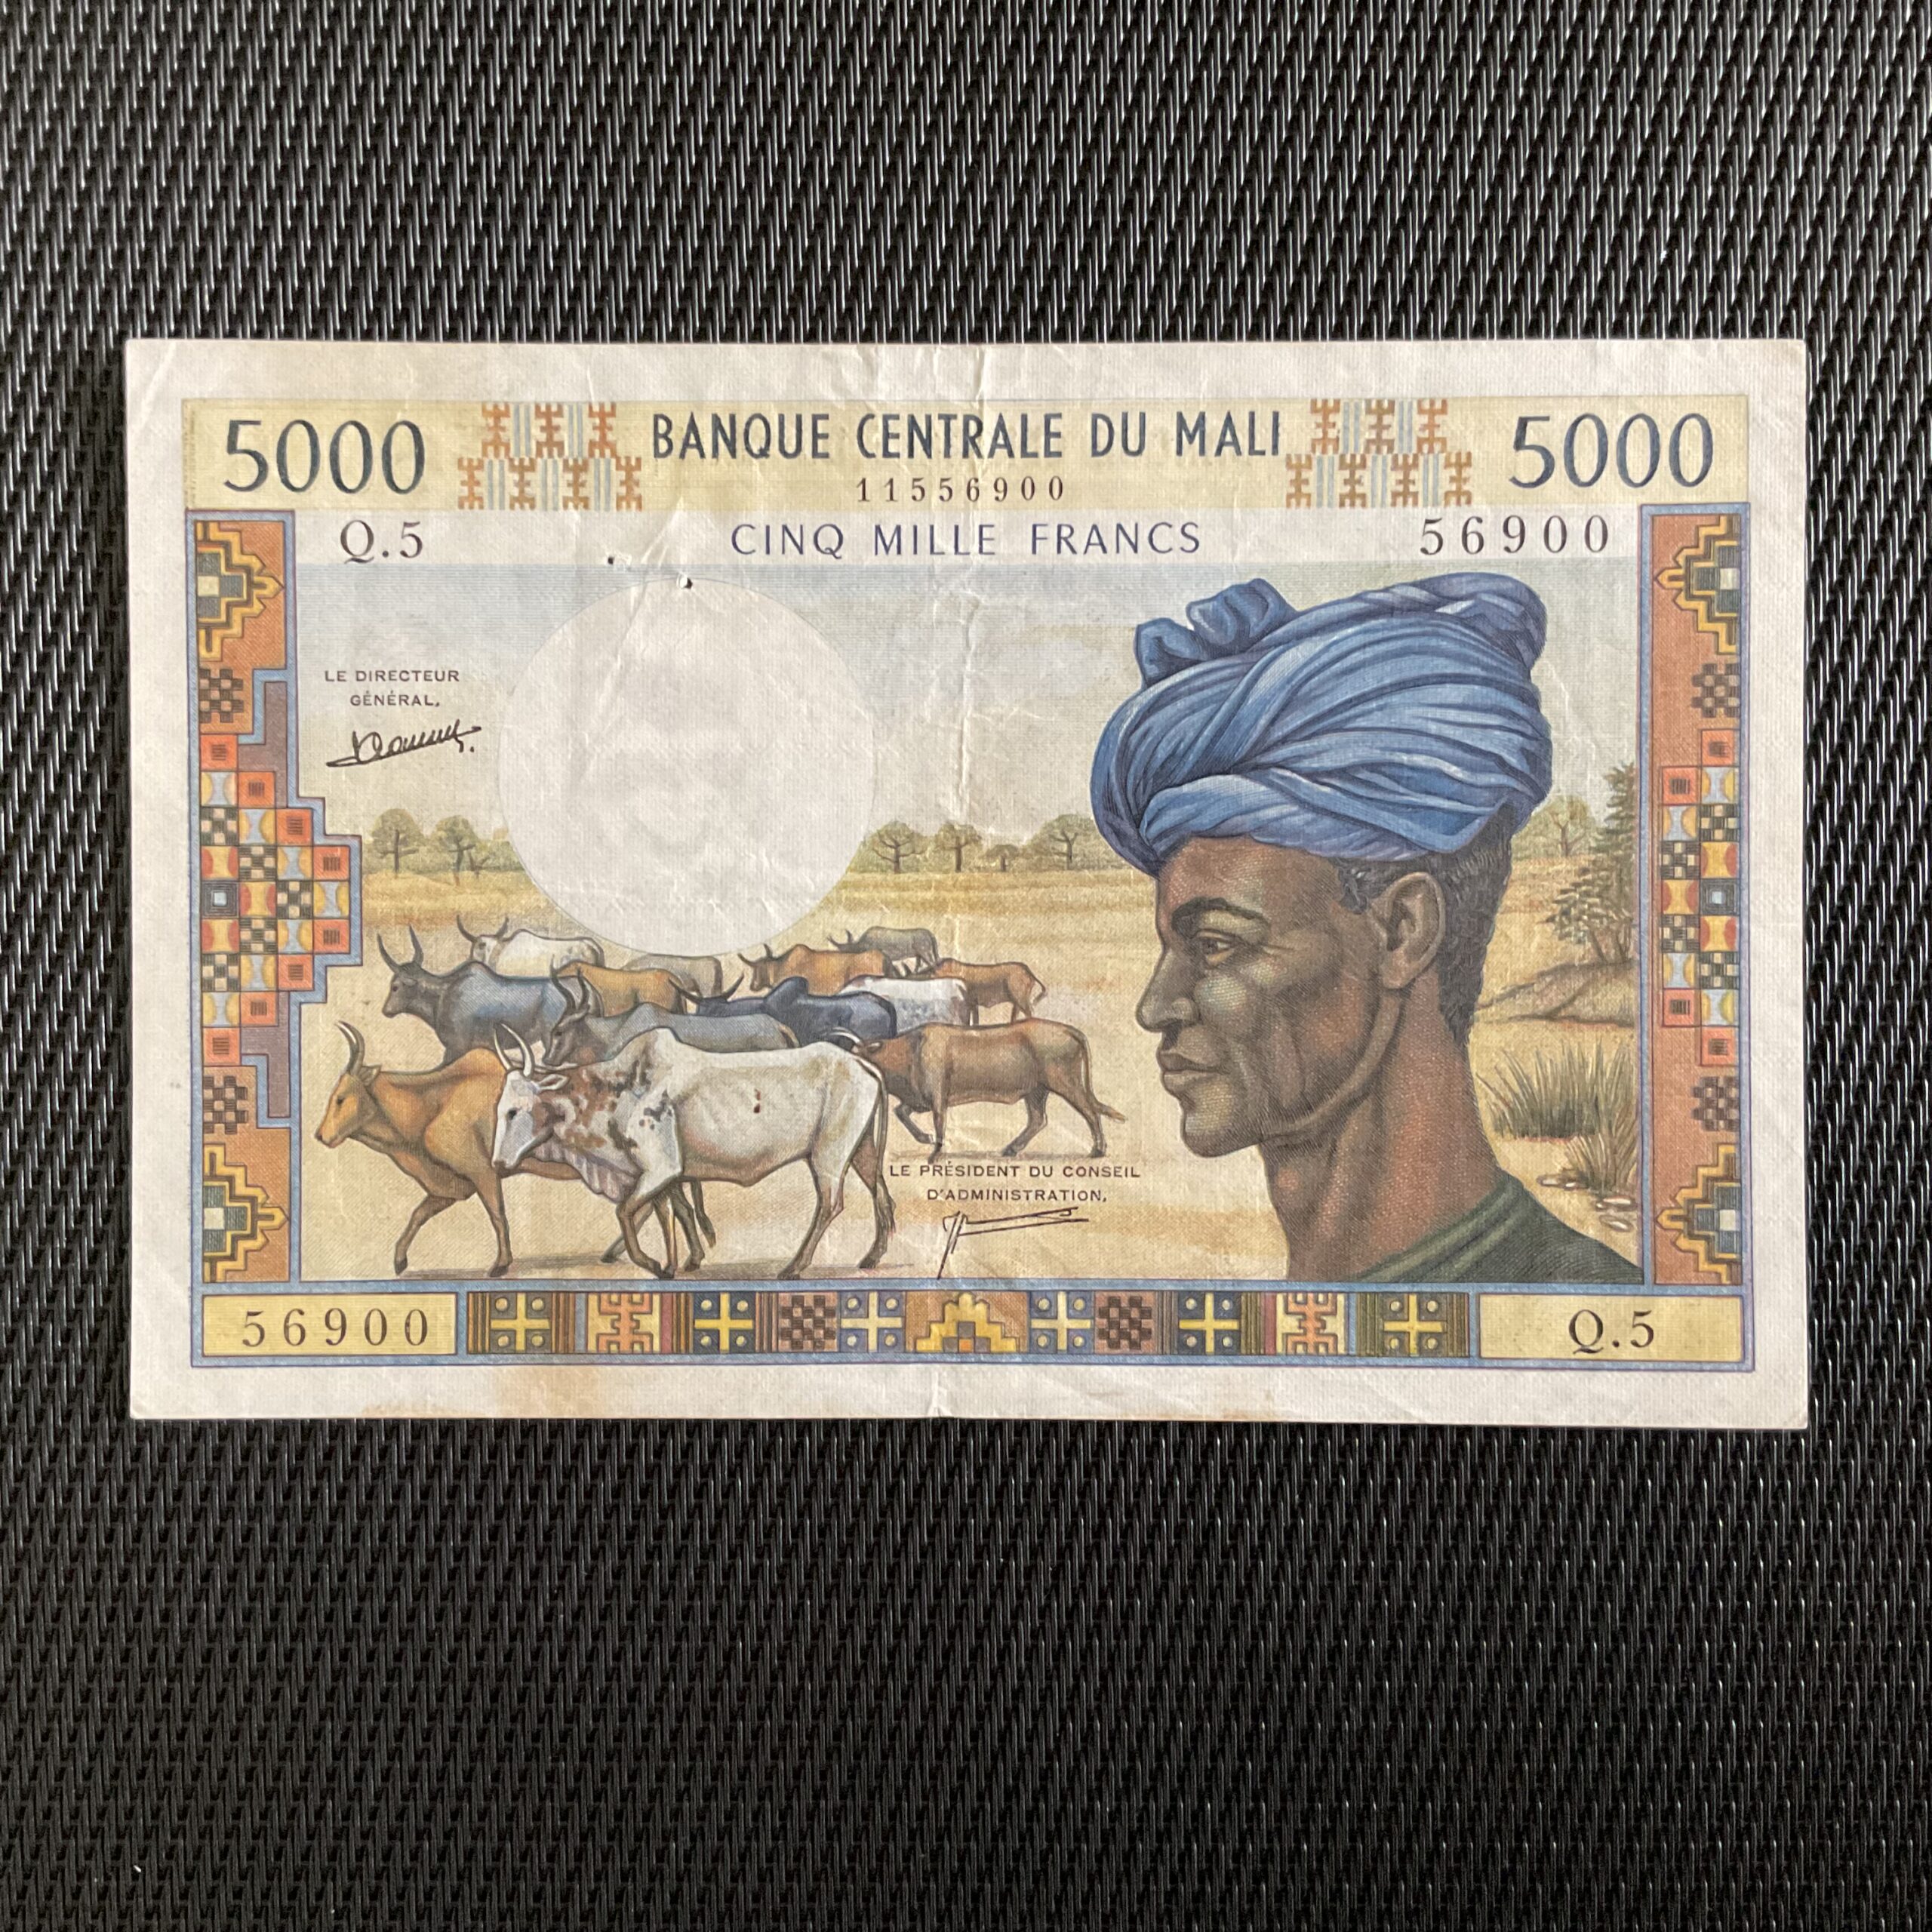 5000 BANQUE CENTRALE DU MALI 5000
11556900
Q.5 CINQ MILLE FRANCS 56900
LE DIRECTEUR
GÉNÉRAL,
LE PRÉSIDENT DU CONSEIL
D'ADMINISTRATION,
56900 Q.5